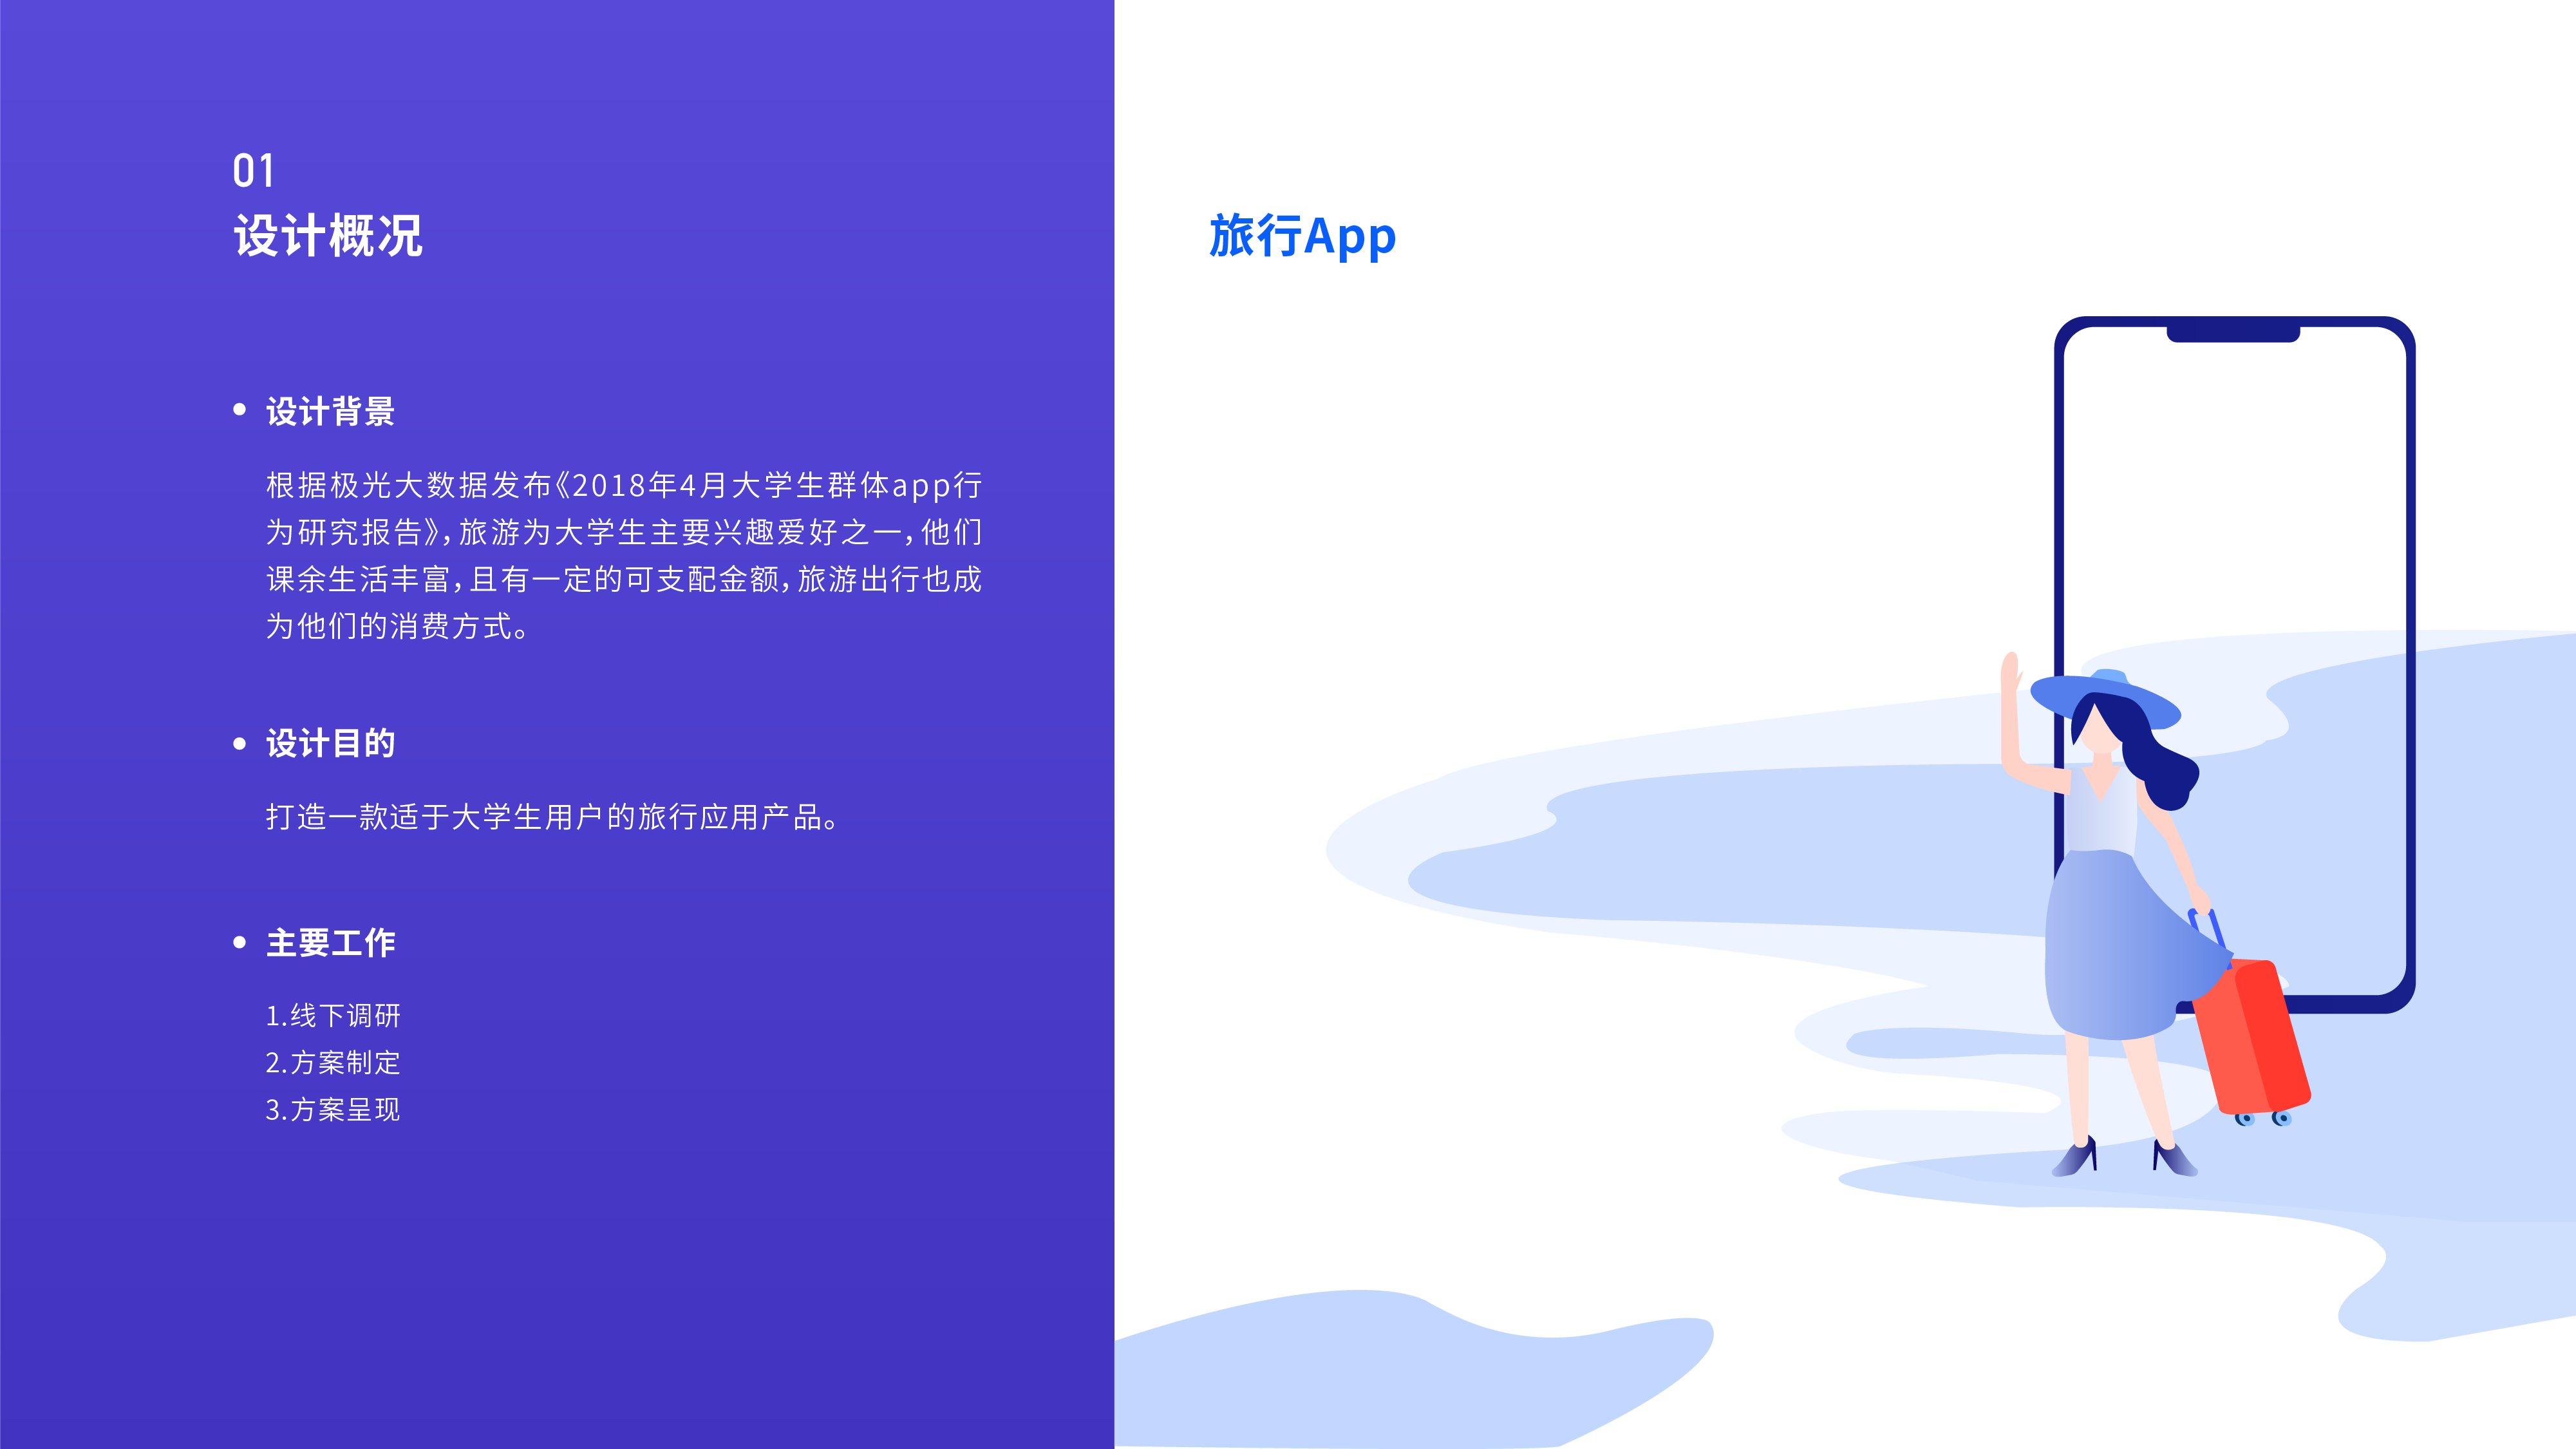 01
设计概况
设计背景
根据极光大数据发布《2018年4月大学生群体app行
为研究报告》，旅游为大学生主要兴趣爱好之一，他们
课余生活丰富，且有一定的可支配金额，旅游出行也成
为他们的消费方式。
设计目的
打造一款适于大学生用户的旅行应用产品。
主要工作
1.线下调研
2.方案制定
3.方案呈现
旅行App